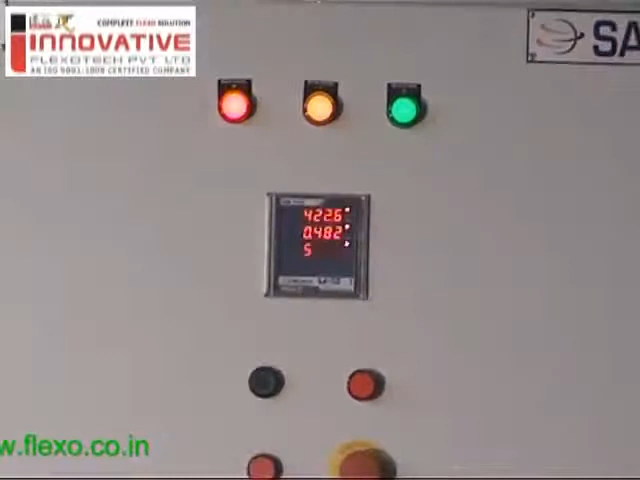 COMPLETE FLEXO SOLUTION
INNOVATIVE
FLEXOTECH PVT LTD
AN ISO 9001:2008 CERTIFIED COMPANY
SA
422.6
0.482
5
w.flexo.co.in